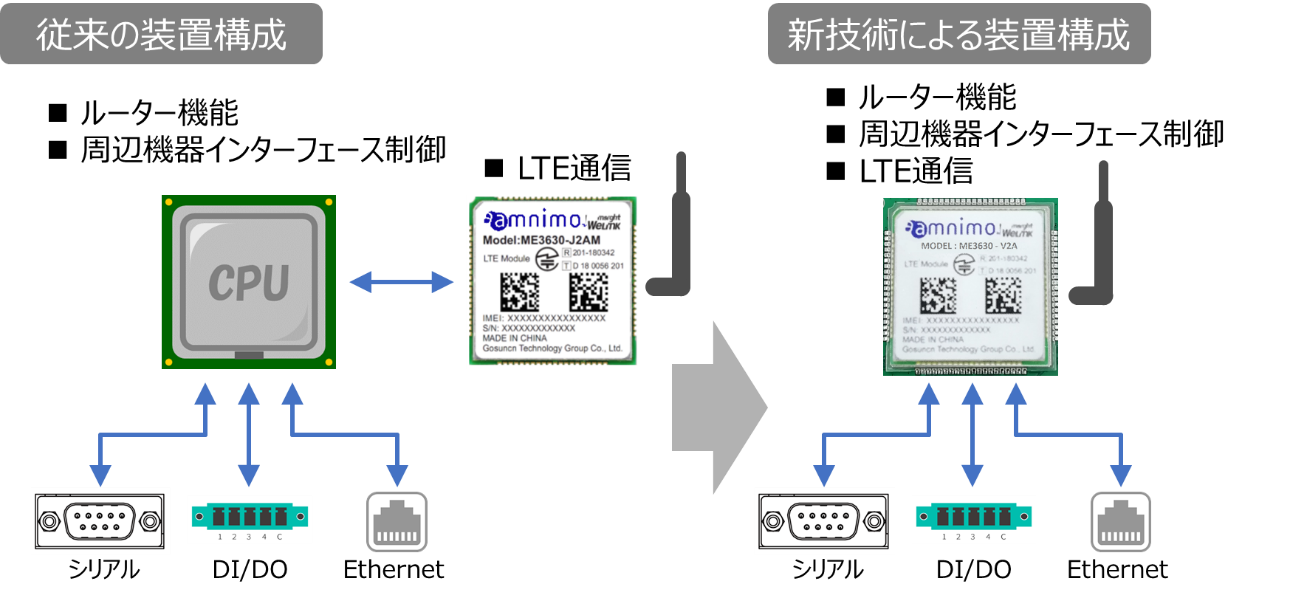 従来の装置構成
■ ルーター機能
■ 周辺機器インターフェース制御
■ LTE通信
CPU
amnimo
marght
WeLink
Model:ME3630-J2AM
LTE Module
R 201-180342
T D 18 0056 201
IMEI: XXXXXXXXXXXXXXXX
S/N: XXXXXXXXXXXXX
MADE IN CHINA
Gosuncn Technology Group Co., Ltd.
1 2 3 4 C
シリアル
DI/DO
Ethernet
新技術による装置構成
■ ルーター機能
■ 周辺機器インターフェース制御
■ LTE通信
amnimo
marght
WeLink
MODEL : ME3630 - V2A
LTE Module
R 201-180342
T D 18 0056 201
IMEI: XXXXXXXXXXXXXXXX
S/N: XXXXXXXXXXXXX
MADE IN CHINA
Gosuncn Technology Group Co., Ltd.
1 2 3 4 C
シリアル
DI/DO
Ethernet